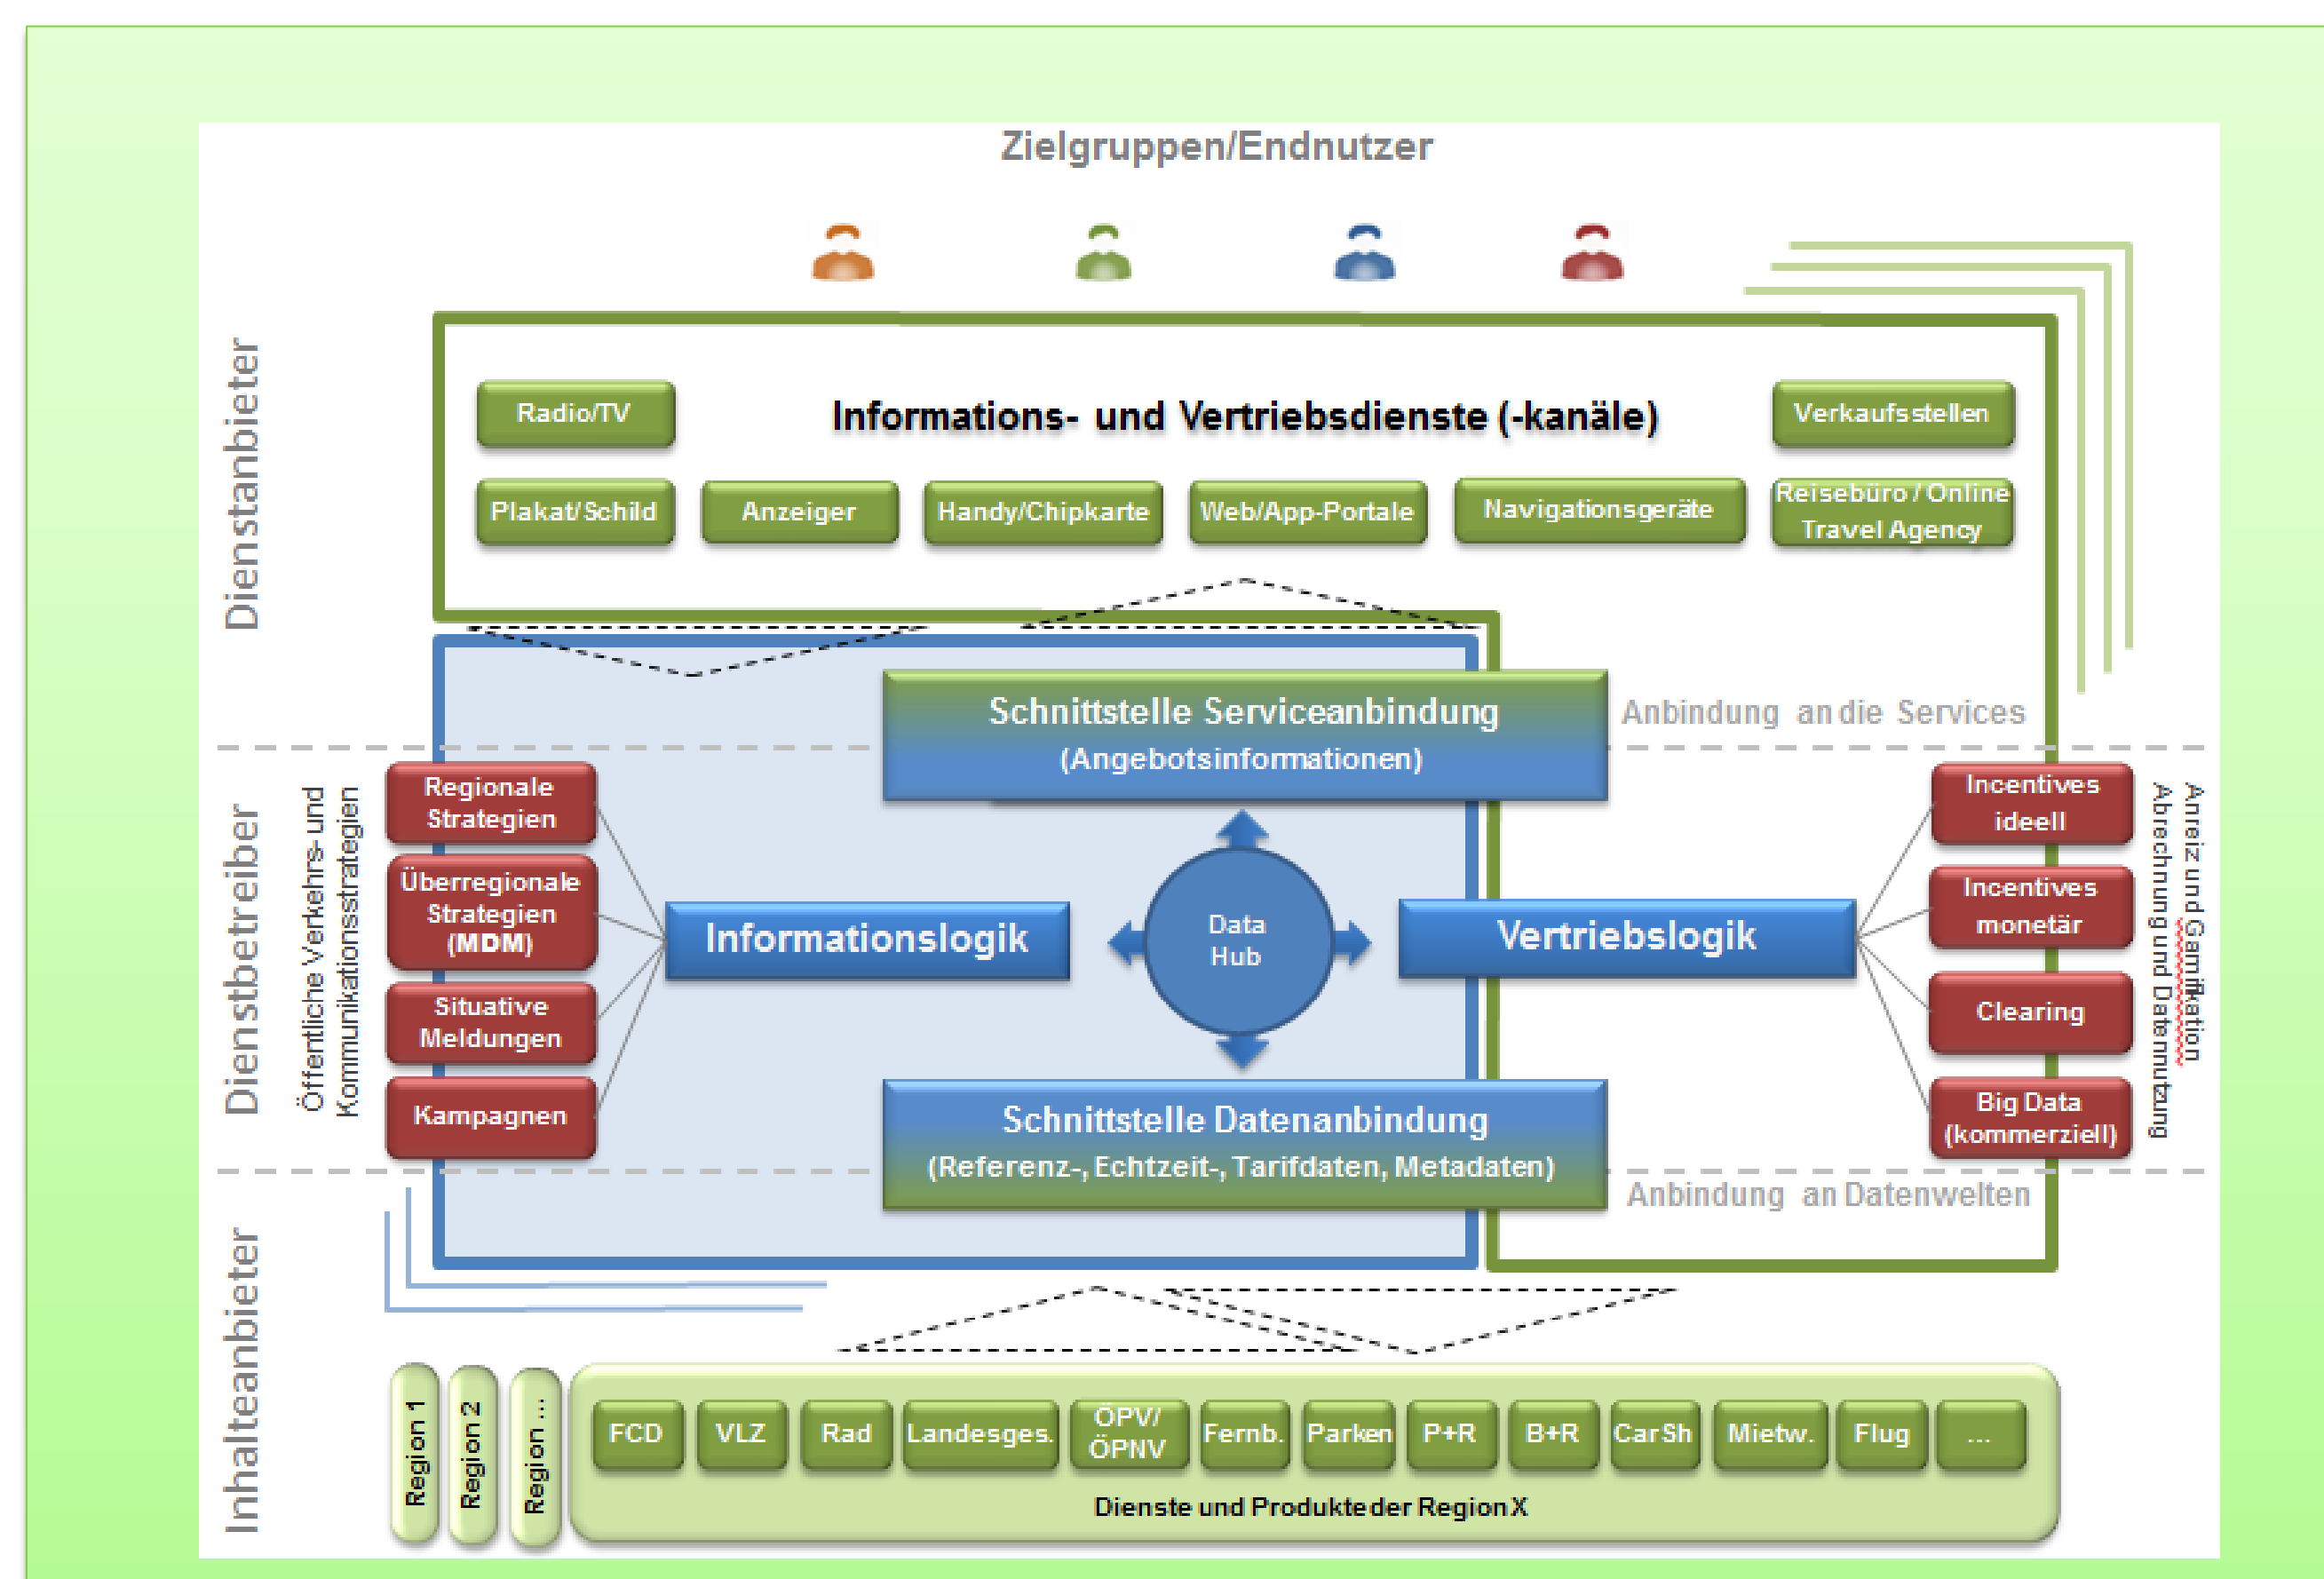 Zielgruppen/Endnutzer
Dienstanbieter
Radio/TV
Informations- und Vertriebsdienste (-kanäle)
Verkaufsstellen
Plakat/Schild
Anzeiger
Handy/Chipkarte
Web/App-Portale
Navigationsgeräte
Reisebüro / Online
Travel Agency
Schnittstelle Serviceanbindung
(Angebotsinformationen)
Anbindung an die Services
Dienstbetreiber
Öffentliche Verkehrs- und
Kommunikationsstrategien
Regionale
Strategien
Überregionale
Strategien
(MDM)
Situative
Meldungen
Kampagnen
Informationslogik
Data
Hub
Vertriebslogik
Incentives
ideell
Incentives
monetär
Clearing
Big Data
(kommerziell)
Anreiz und Gamifikation
Abrechnung und Datennutzung
Schnittstelle Datenanbindung
(Referenz-, Echtzeit-, Tarifdaten, Metadaten)
Anbindung an Datenwelten
Inhalteanbieter
Region 1
Region 2
Region ...
FCD
VLZ
Rad
Landesges.
ÖPV/
ÖPNV
Fernb.
Parken
P+R
B+R
CarSh
Mietw.
Flug
...
Dienste und Produkte der Region X